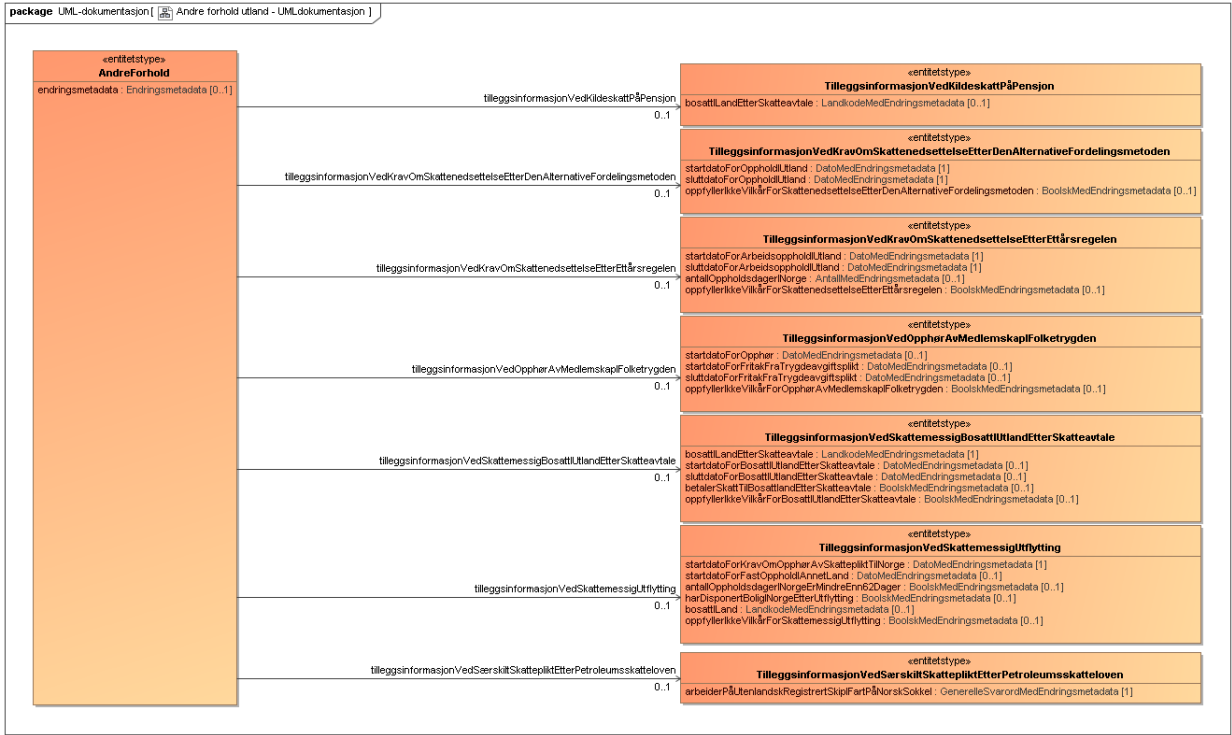 package UML-dokumentasjon [ Andre forhold utland - UMLdokumentasjon ]
«entitetstype»
AndreForhold
endringsmetadata : Endringsmetadata [0..1]
tilleggsinformasjonVedKildeskattPåPensjon
0..1
«entitetstype»
TilleggsinformasjonVedKildeskattPåPensjon
bosattILandEtterSkatteavtale : LandkodeMedEndringsmetadata [0..1]
tilleggsinformasjonVedKravOmSkattenedsettelseEtterDenAlternativeFordelingsmetoden
0..1
«entitetstype»
TilleggsinformasjonVedKravOmSkattenedsettelseEtterDenAlternativeFordelingsmetoden
startdatoForOppholdIUtland : DatoMedEndringsmetadata [1]
sluttdatoForOppholdIUtland : DatoMedEndringsmetadata [1]
oppfyllerIkkeVilkårForSkattenedsettelseEtterDenAlternativeFordelingsmetoden : BoolskMedEndringsmetadata [0..1]
tilleggsinformasjonVedKravOmSkattenedsettelseEtterEttårsregelen
0..1
«entitetstype»
TilleggsinformasjonVedKravOmSkattenedsettelseEtterEttårsregelen
startdatoForArbeidsoppholdIUtland : DatoMedEndringsmetadata [1]
sluttdatoForArbeidsoppholdIUtland : DatoMedEndringsmetadata [1]
antallOppholdsdagerINorge : AntallMedEndringsmetadata [1]
oppfyllerIkkeVilkårForSkattenedsettelseEtterEttårsregelen : BoolskMedEndringsmetadata [0..1]
tilleggsinformasjonVedOpphørAvMedlemskapIFolketrygden
0..1
«entitetstype»
TilleggsinformasjonVedOpphørAvMedlemskapIFolketrygden
startdatoForOpphør : DatoMedEndringsmetadata [0..1]
startdatoForFritakFraTrygdeavgiftsplikt : DatoMedEndringsmetadata [0..1]
sluttdatoForFritakFraTrygdeavgiftsplikt : DatoMedEndringsmetadata [0..1]
oppfyllerIkkeVilkårForOpphørAvMedlemskapIFolketrygden : BoolskMedEndringsmetadata [0..1]
tilleggsinformasjonVedSkattemessigBosattIUtlandEtterSkatteavtale
0..1
«entitetstype»
TilleggsinformasjonVedSkattemessigBosattIUtlandEtterSkatteavtale
bosattILandEtterSkatteavtale : LandkodeMedEndringsmetadata [1]
startdatoForBosattIUtlandEtterSkatteavtale : DatoMedEndringsmetadata [0..1]
sluttdatoForBosattIUtlandEtterSkatteavtale : DatoMedEndringsmetadata [0..1]
betalerSkattTilBosattlandEtterSkatteavtale : BoolskMedEndringsmetadata [0..1]
oppfyllerIkkeVilkårForBosattIUtlandEtterSkatteavtale : BoolskMedEndringsmetadata [0..1]
tilleggsinformasjonVedSkattemessigUtflytting
0..1
«entitetstype»
TilleggsinformasjonVedSkattemessigUtflytting
startdatoForKravOmOpphørAvSkattepliktTilNorge : DatoMedEndringsmetadata [1]
startdatoForFastOppholdIAnnetLand : DatoMedEndringsmetadata [0..1]
antallOppholdsdagerINorgeErMindreEnn62Dager : BoolskMedEndringsmetadata [0..1]
harDisponertBoligINorgeEtterUtflytting : BoolskMedEndringsmetadata [0..1]
bosattILand : LandkodeMedEndringsmetadata [0..1]
oppfyllerIkkeVilkårForSkattemessigUtflytting : BoolskMedEndringsmetadata [0..1]
tilleggsinformasjonVedSærskiltSkattepliktEtterPetroleumsskatteloven
0..1
«entitetstype»
TilleggsinformasjonVedSærskiltSkattepliktEtterPetroleumsskatteloven
arbeiderPåUtenlandskRegistrertSkipIFartPåNorskSokkel : GenerelleSvarordMedEndringsmetadata [1]